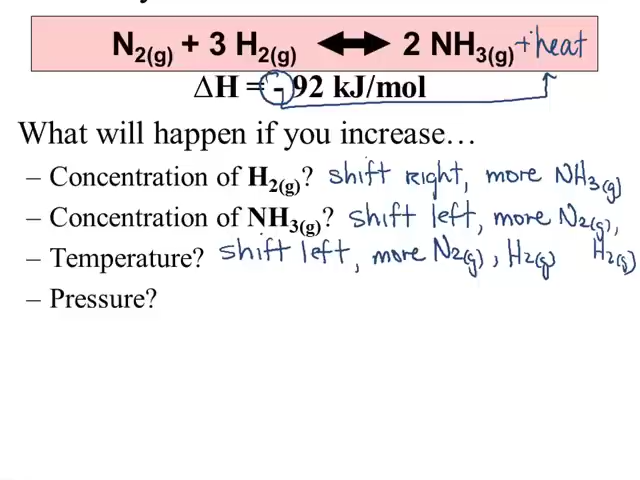 N2(g) + 3 H2(g) ⟷ 2 NH3(g) + heat
ΔH = - 92 kJ/mol
What will happen if you increase…
– Concentration of H2(g)? shift right, more NH3(g)
– Concentration of NH3(g)? shift left, more N2(g),
H2(g)
– Temperature? shift left, more N2(g), H2(g)
– Pressure?